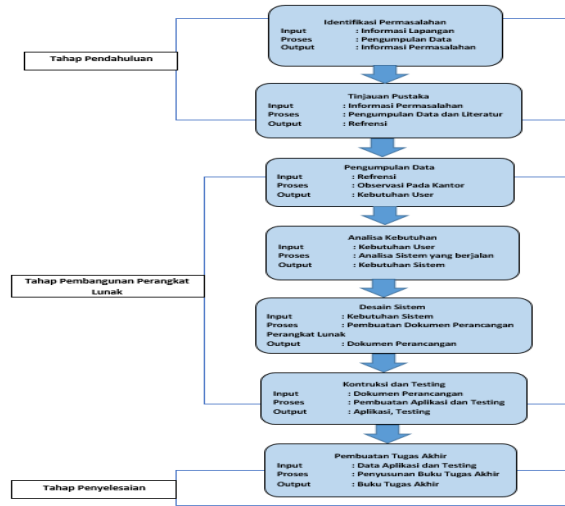 Identifikasi Permasalahan
Input : Informasi Lapangan
Proses : Pengumpulan Data
Output : Informasi Permasalahan
Tahap Pendahuluan
Tinjauan Pustaka
Input : Informasi Permasalahan
Proses : Pengumpulan Data dan Literatur
Output : Refrensi
Pengumpulan Data
Input : Refrensi
Proses : Observasi Pada Kantor
Output : Kebutuhan User
Analisa Kebutuhan
Input : Kebutuhan User
Proses : Analisa Sistem yang berjalan
Output : Kebutuhan Sistem
Tahap Pembangunan Perangkat
Lunak
Desain Sistem
Input : Kebutuhan Sistem
Proses : Pembuatan Dokumen Perancangan
Perangkat Lunak
Output : Dokumen Perancangan
Kontruksi dan Testing
Input : Dokumen Perancangan
Proses : Pembuatan Aplikasi dan Testing
Output : Aplikasi, Testing
Pembuatan Tugas Akhir
Input : Data Aplikasi dan Testing
Proses : Penyusunan Buku Tugas Akhir
Output : Buku Tugas Akhir
Tahap Penyelesaian